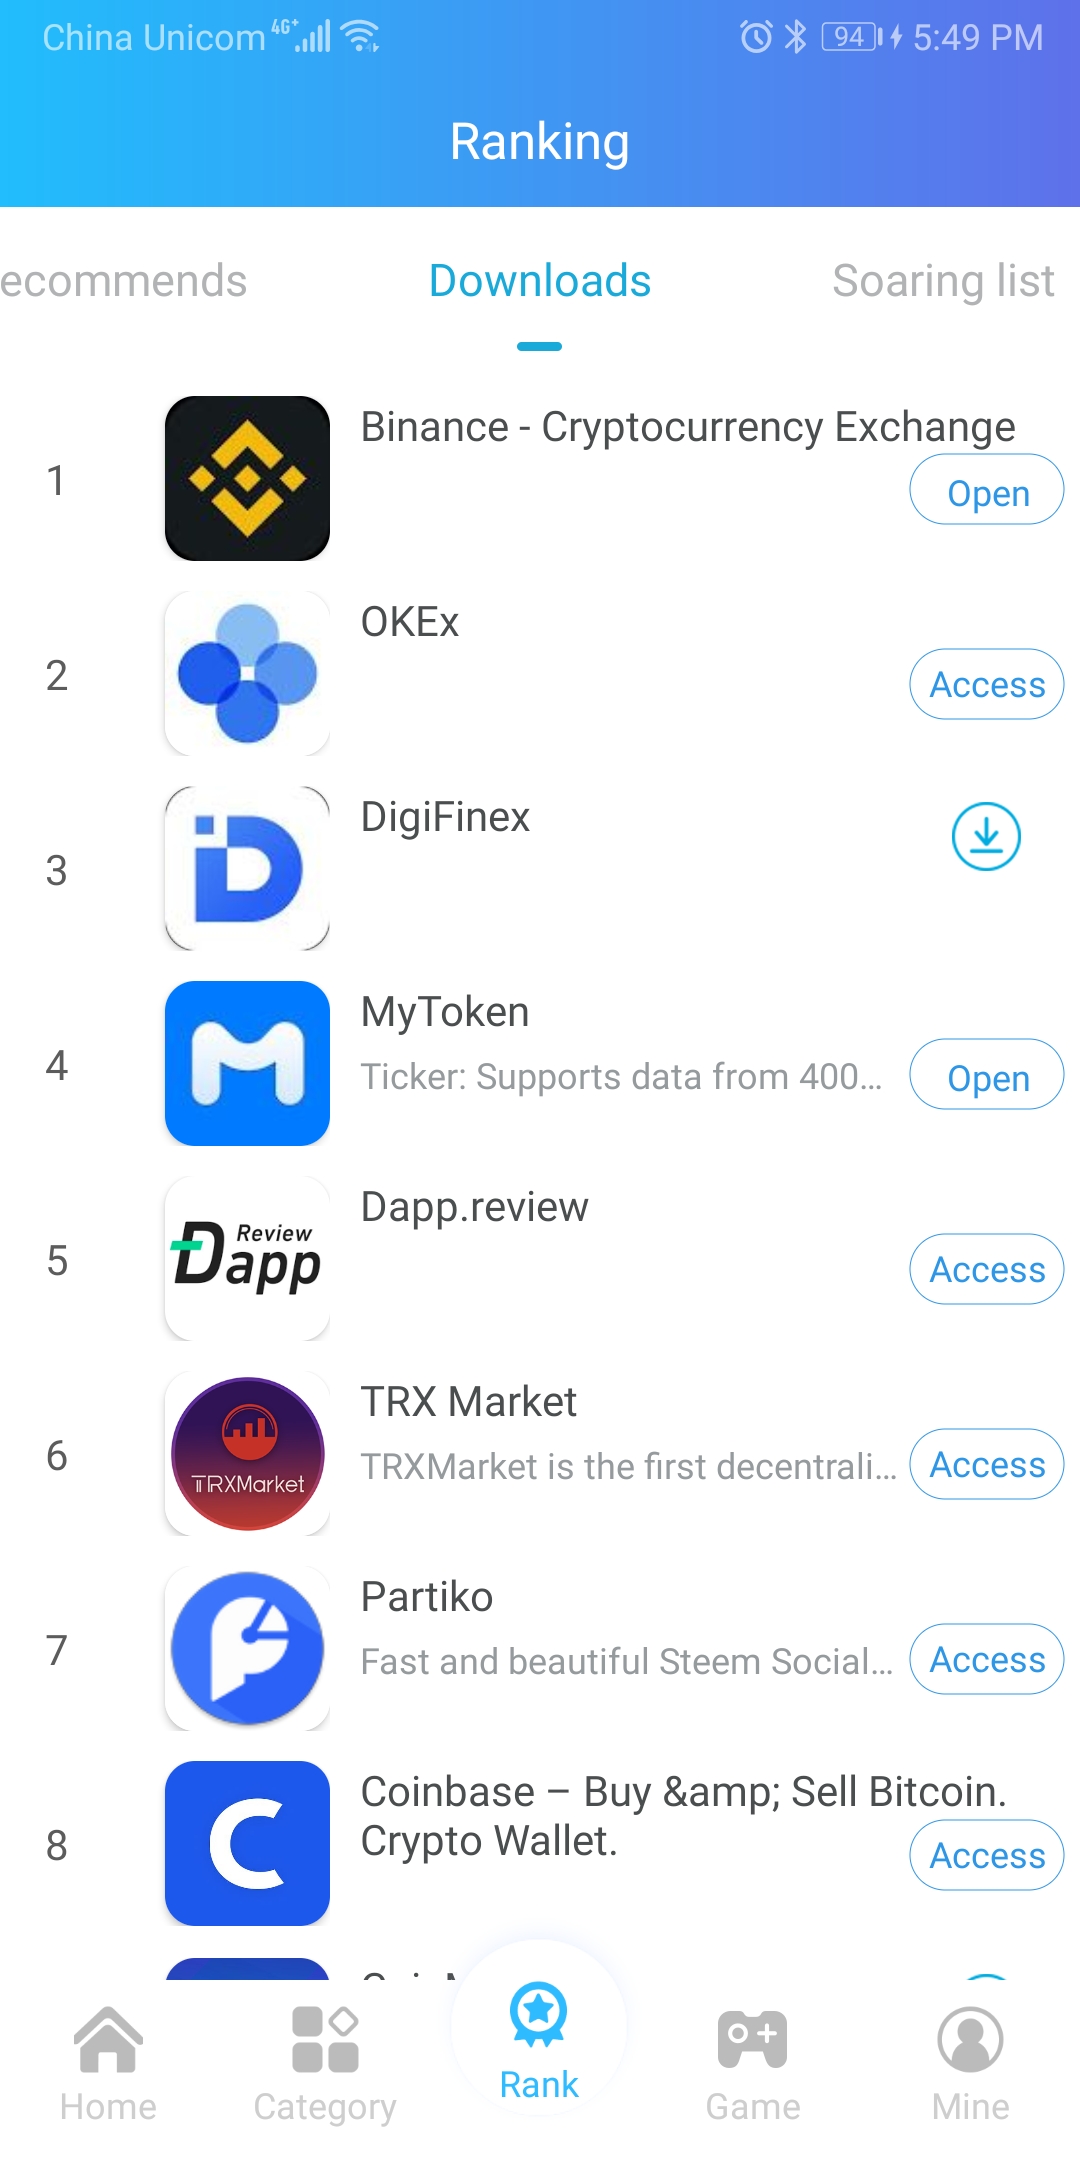 China Unicom 4G+ 94 5:49 PM
Ranking
ecommends Downloads Soaring list
1 Binance - Cryptocurrency Exchange
Open
2 OKEx
Access
3 DigiFinex
4 MyToken
Ticker: Supports data from 400... Open
5 Review Dapp Dapp.review
Access
6 TRXMarket TRX Market
TRXMarket is the first decentrali... Access
7 Partiko
Fast and beautiful Steem Social... Access
8 Coinbase – Buy &amp; Sell Bitcoin.
Crypto Wallet.
Access
Home Category Rank Game Mine